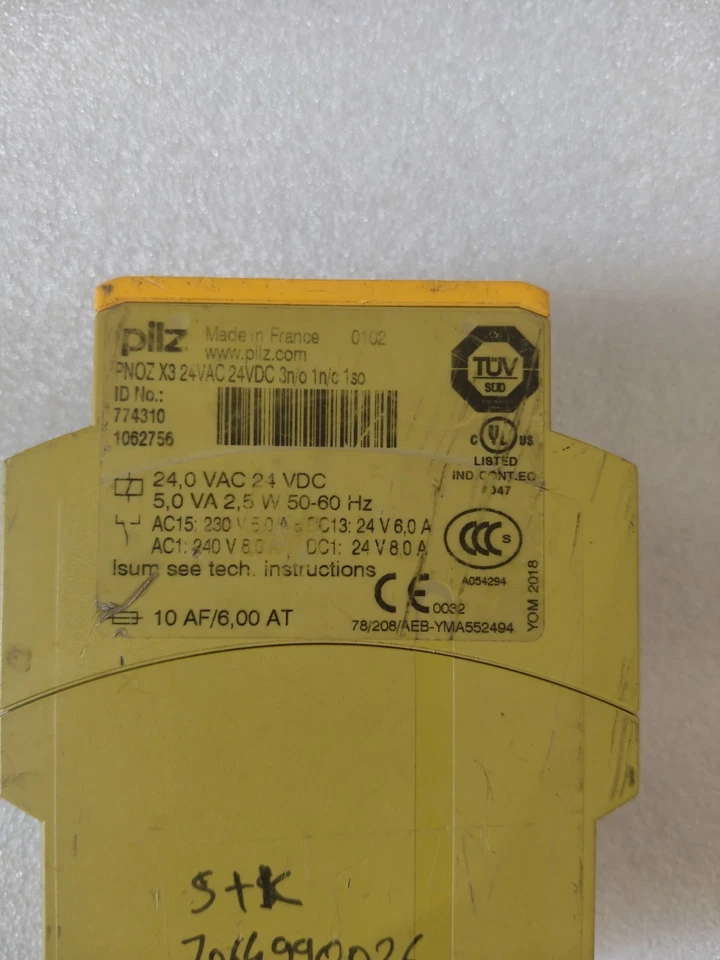 pilz Made in France 0102
www.pilz.com
PNOZ X3 24VAC 24VDC 3n/o 1n/c 1so
ID No.:
774310
1062756
TÜV
SÜD
C UL US
LISTED
IND.CONT.EQ
24,0 VAC 24 VDC
5,0 VA 2,5 W 50-60 Hz
AC15: 230 V 5,0 A DC13: 24 V 6,0 A
AC1: 240 V 8,0 A DC1: 24 V 8,0 A
Isum see tech. instructions
CCC S
A054294
CE 0032
10 AF/6,00 AT
78/208/AEB-YMA552494
YOM 2018
S+K